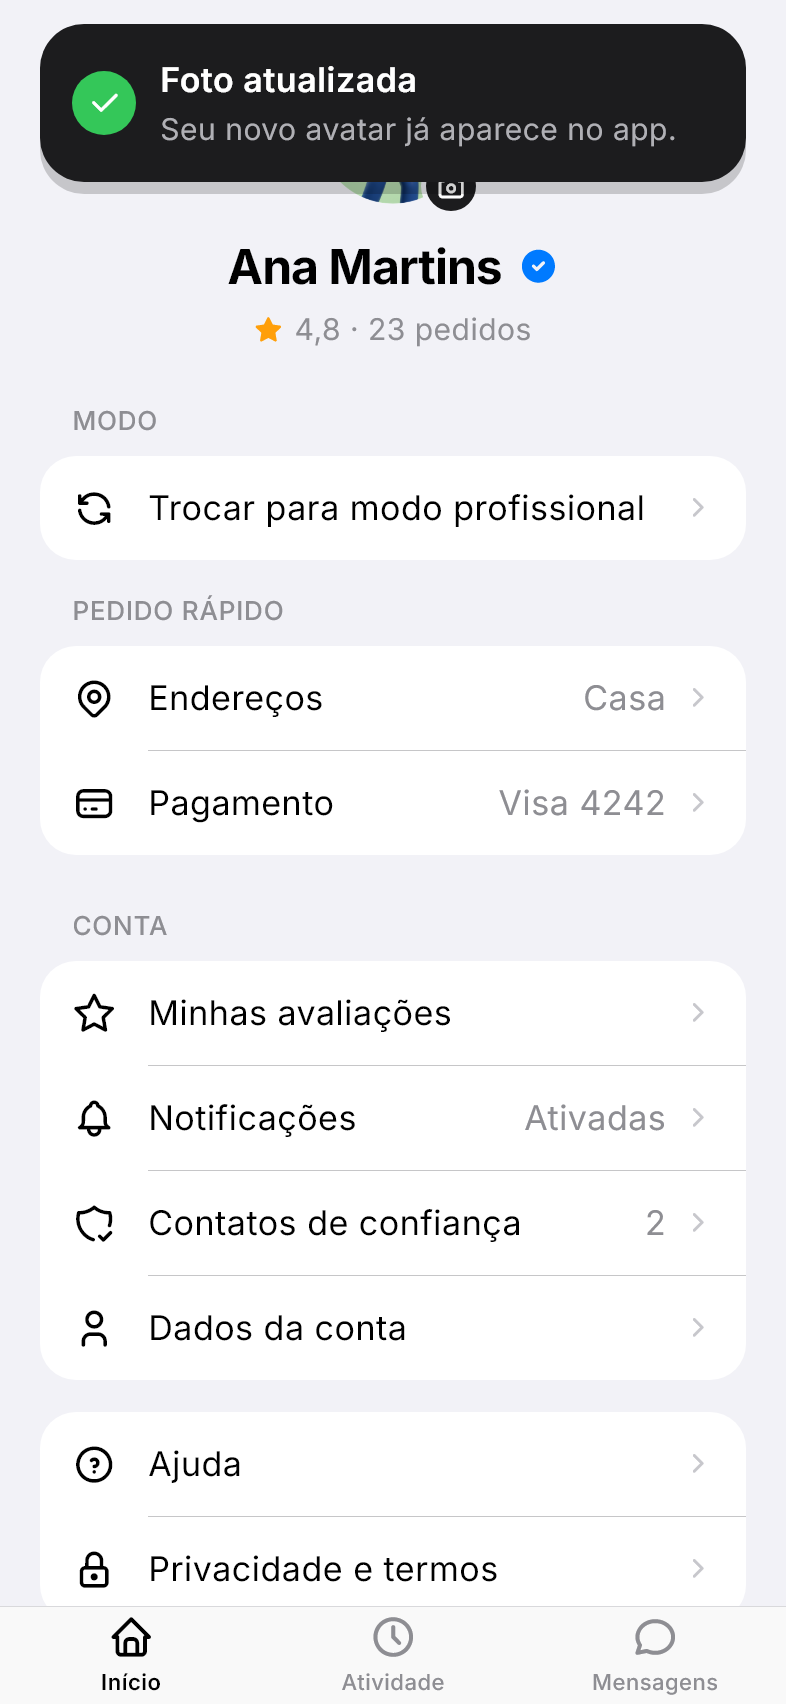 Foto atualizada
Seu novo avatar já aparece no app.
Ana Martins
4,8 · 23 pedidos
MODO
Trocar para modo profissional
PEDIDO RÁPIDO
Endereços Casa
Pagamento Visa 4242
CONTA
Minhas avaliações
Notificações Ativadas
Contatos de confiança 2
Dados da conta
Ajuda
Privacidade e termos
Início Atividade Mensagens